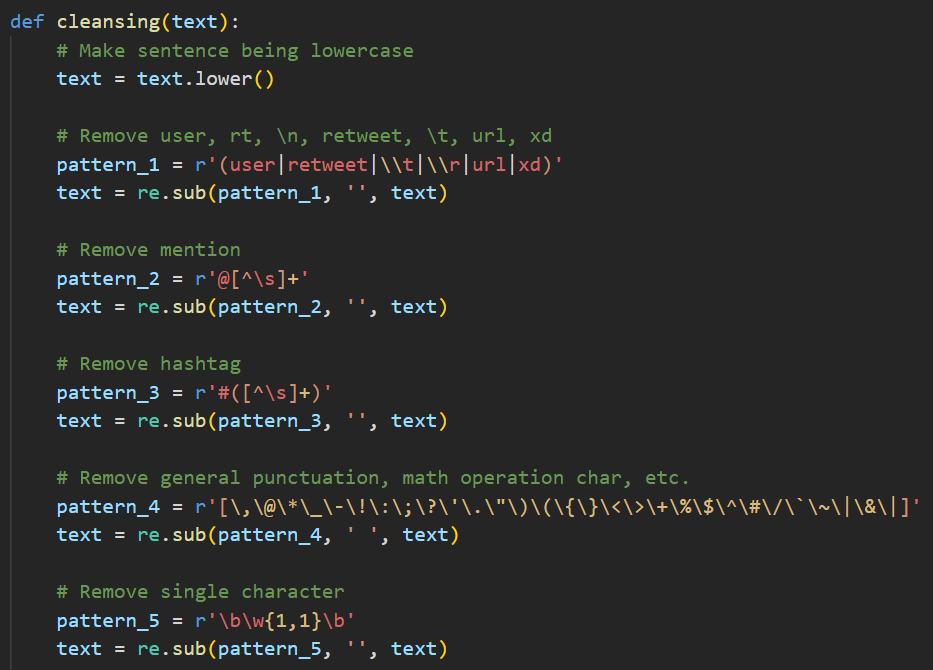 def cleansing(text):
    # Make sentence being lowercase
    text = text.lower()

    # Remove user, rt, \n, retweet, \t, url, xd
    pattern_1 = r'(user|retweet|\\t|\\r|url|xd)'
    text = re.sub(pattern_1, '', text)

    # Remove mention
    pattern_2 = r'@[^\s]+'
    text = re.sub(pattern_2, '', text)

    # Remove hashtag
    pattern_3 = r'#([^\s]+)'
    text = re.sub(pattern_3, '', text)

    # Remove general punctuation, math operation char, etc.
    pattern_4 = r'[\,\@\*\_\-\!\:\;\?\'\.\"\)\(\{\}\<\>\+\%\$\^\#\/\`\~\|\&\|]'
    text = re.sub(pattern_4, ' ', text)

    # Remove single character
    pattern_5 = r'\b\w{1,1}\b'
    text = re.sub(pattern_5, '', text)